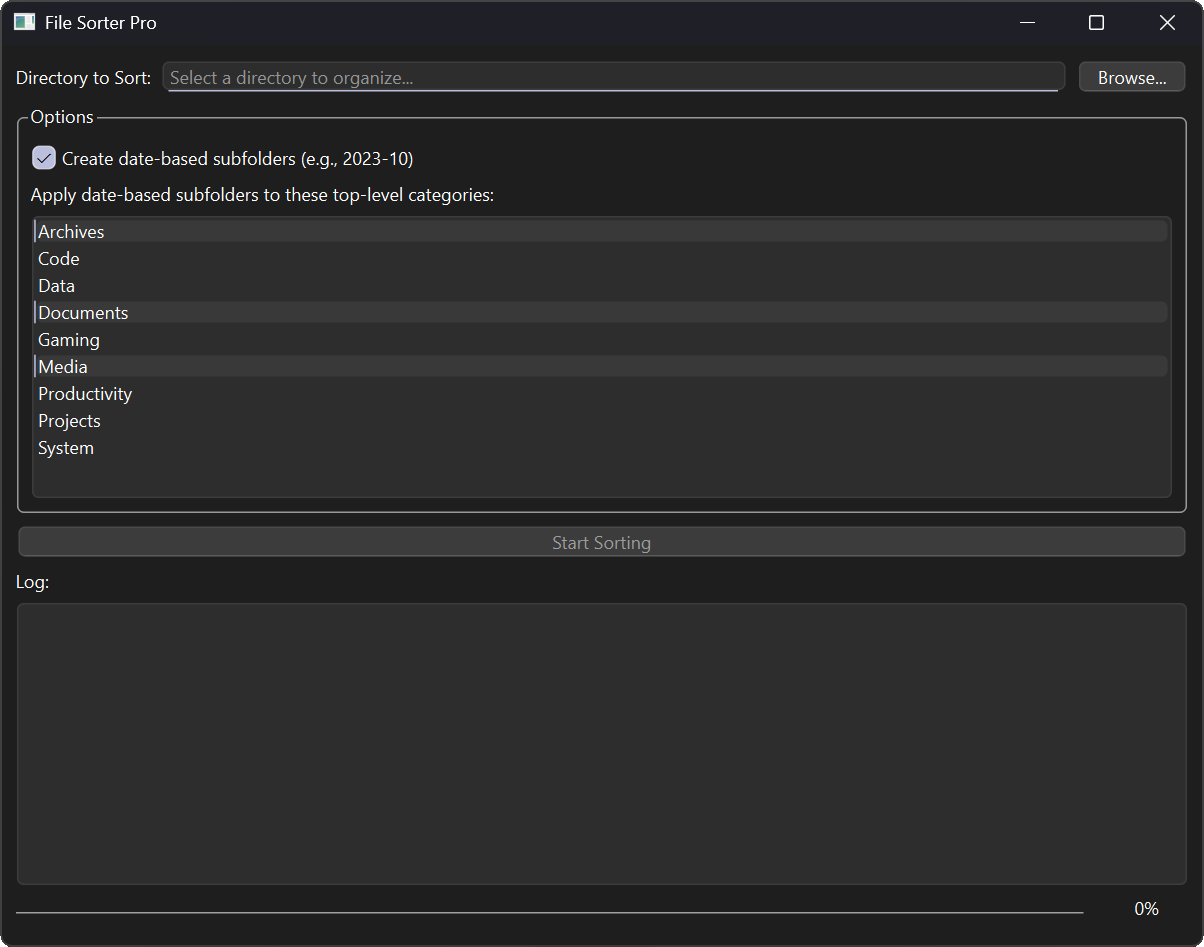 File Sorter Pro
Directory to Sort: Select a directory to organize... Browse...
Options
Create date-based subfolders (e.g., 2023-10)
Apply date-based subfolders to these top-level categories:
Archives
Code
Data
Documents
Gaming
Media
Productivity
Projects
System
Start Sorting
Log:
0%